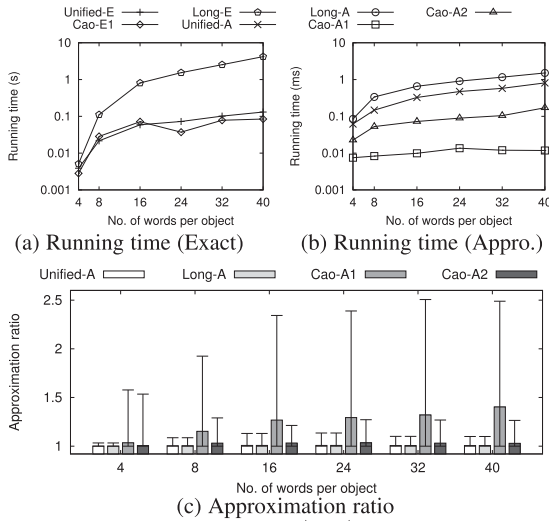 Unified-E Long-E Long-A Cao-A2
Cao-E1 Unified-A Cao-A1
Running time (s)
10
1
0.1
0.01
0.001
4 8 16 24 32 40
No. of words per object
(a) Running time (Exact)
Running time (ms)
10
1
0.1
0.01
0.001
4 8 16 24 32 40
No. of words per object
(b) Running time (Appro.)
Unified-A Long-A Cao-A1 Cao-A2
Approximation ratio
2.5
2
1.5
1
4 8 16 24 32 40
No. of words per object
(c) Approximation ratio